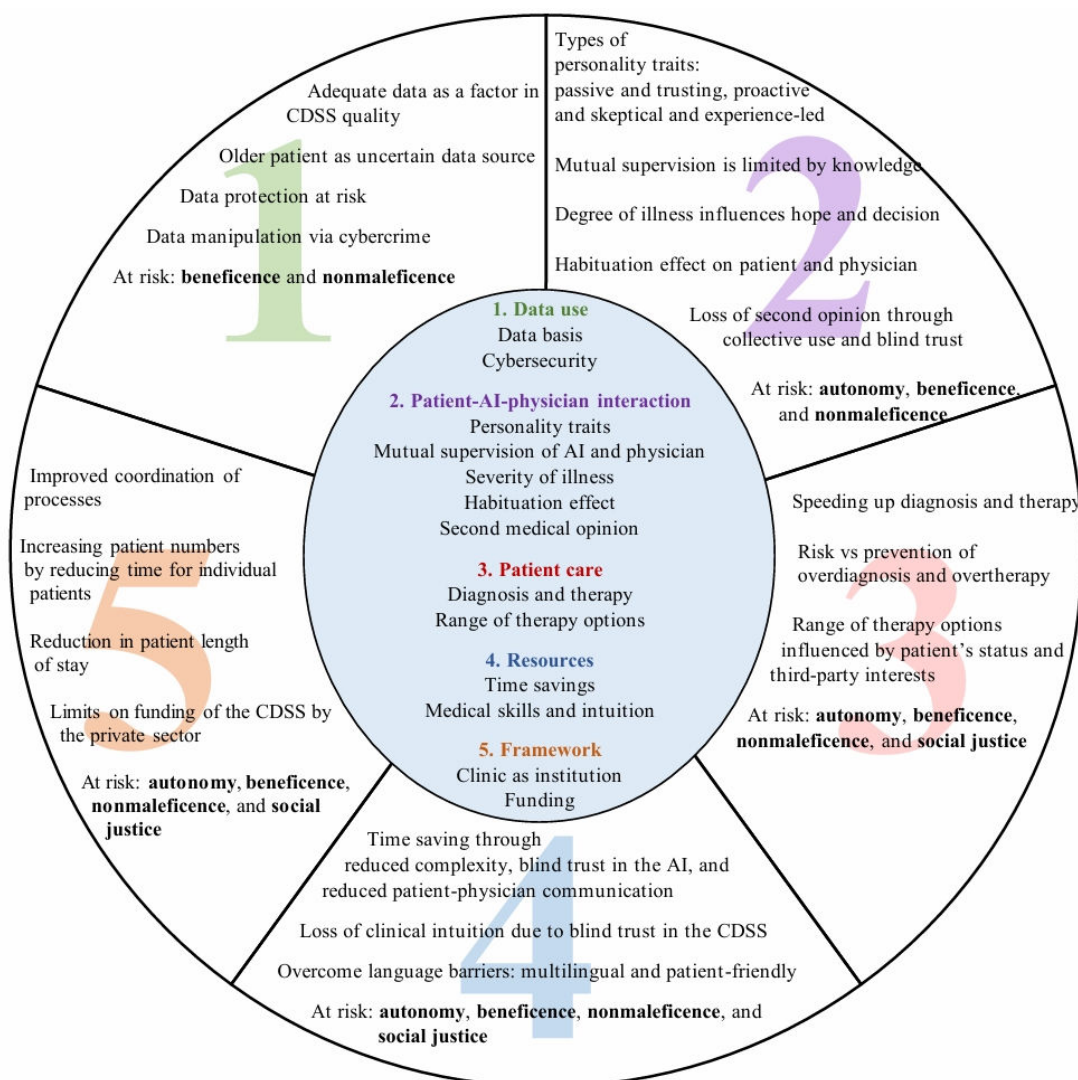 1
Adequate data as a factor in
CDSS quality
Older patient as uncertain data source
Data protection at risk
Data manipulation via cybercrime
At risk: beneficence and nonmaleficence
2
Types of
personality traits:
passive and trusting, proactive
and skeptical and experience-led
Mutual supervision is limited by knowledge
Degree of illness influences hope and decision
Habituation effect on patient and physician
Loss of second opinion through
collective use and blind trust
At risk: autonomy, beneficence,
and nonmaleficence
1. Data use
Data basis
Cybersecurity
2. Patient-AI-physician interaction
Personality traits
Mutual supervision of AI and physician
Severity of illness
Habituation effect
Second medical opinion
3. Patient care
Diagnosis and therapy
Range of therapy options
4. Resources
Time savings
Medical skills and intuition
5. Framework
Clinic as institution
Funding
3
Speeding up diagnosis and therapy
Risk vs prevention of
overdiagnosis and overtherapy
Range of therapy options
influenced by patient's status and
third-party interests
At risk: autonomy, beneficence,
nonmaleficence, and social justice
4
Time saving through
reduced complexity, blind trust in the AI, and
reduced patient-physician communication
Loss of clinical intuition due to blind trust in the CDSS
Overcome language barriers: multilingual and patient-friendly
At risk: autonomy, beneficence, nonmaleficence, and
social justice
5
Improved coordination of
processes
Increasing patient numbers
by reducing time for individual
patients
Reduction in patient length
of stay
Limits on funding of the CDSS by
the private sector
At risk: autonomy, beneficence,
nonmaleficence, and social
justice